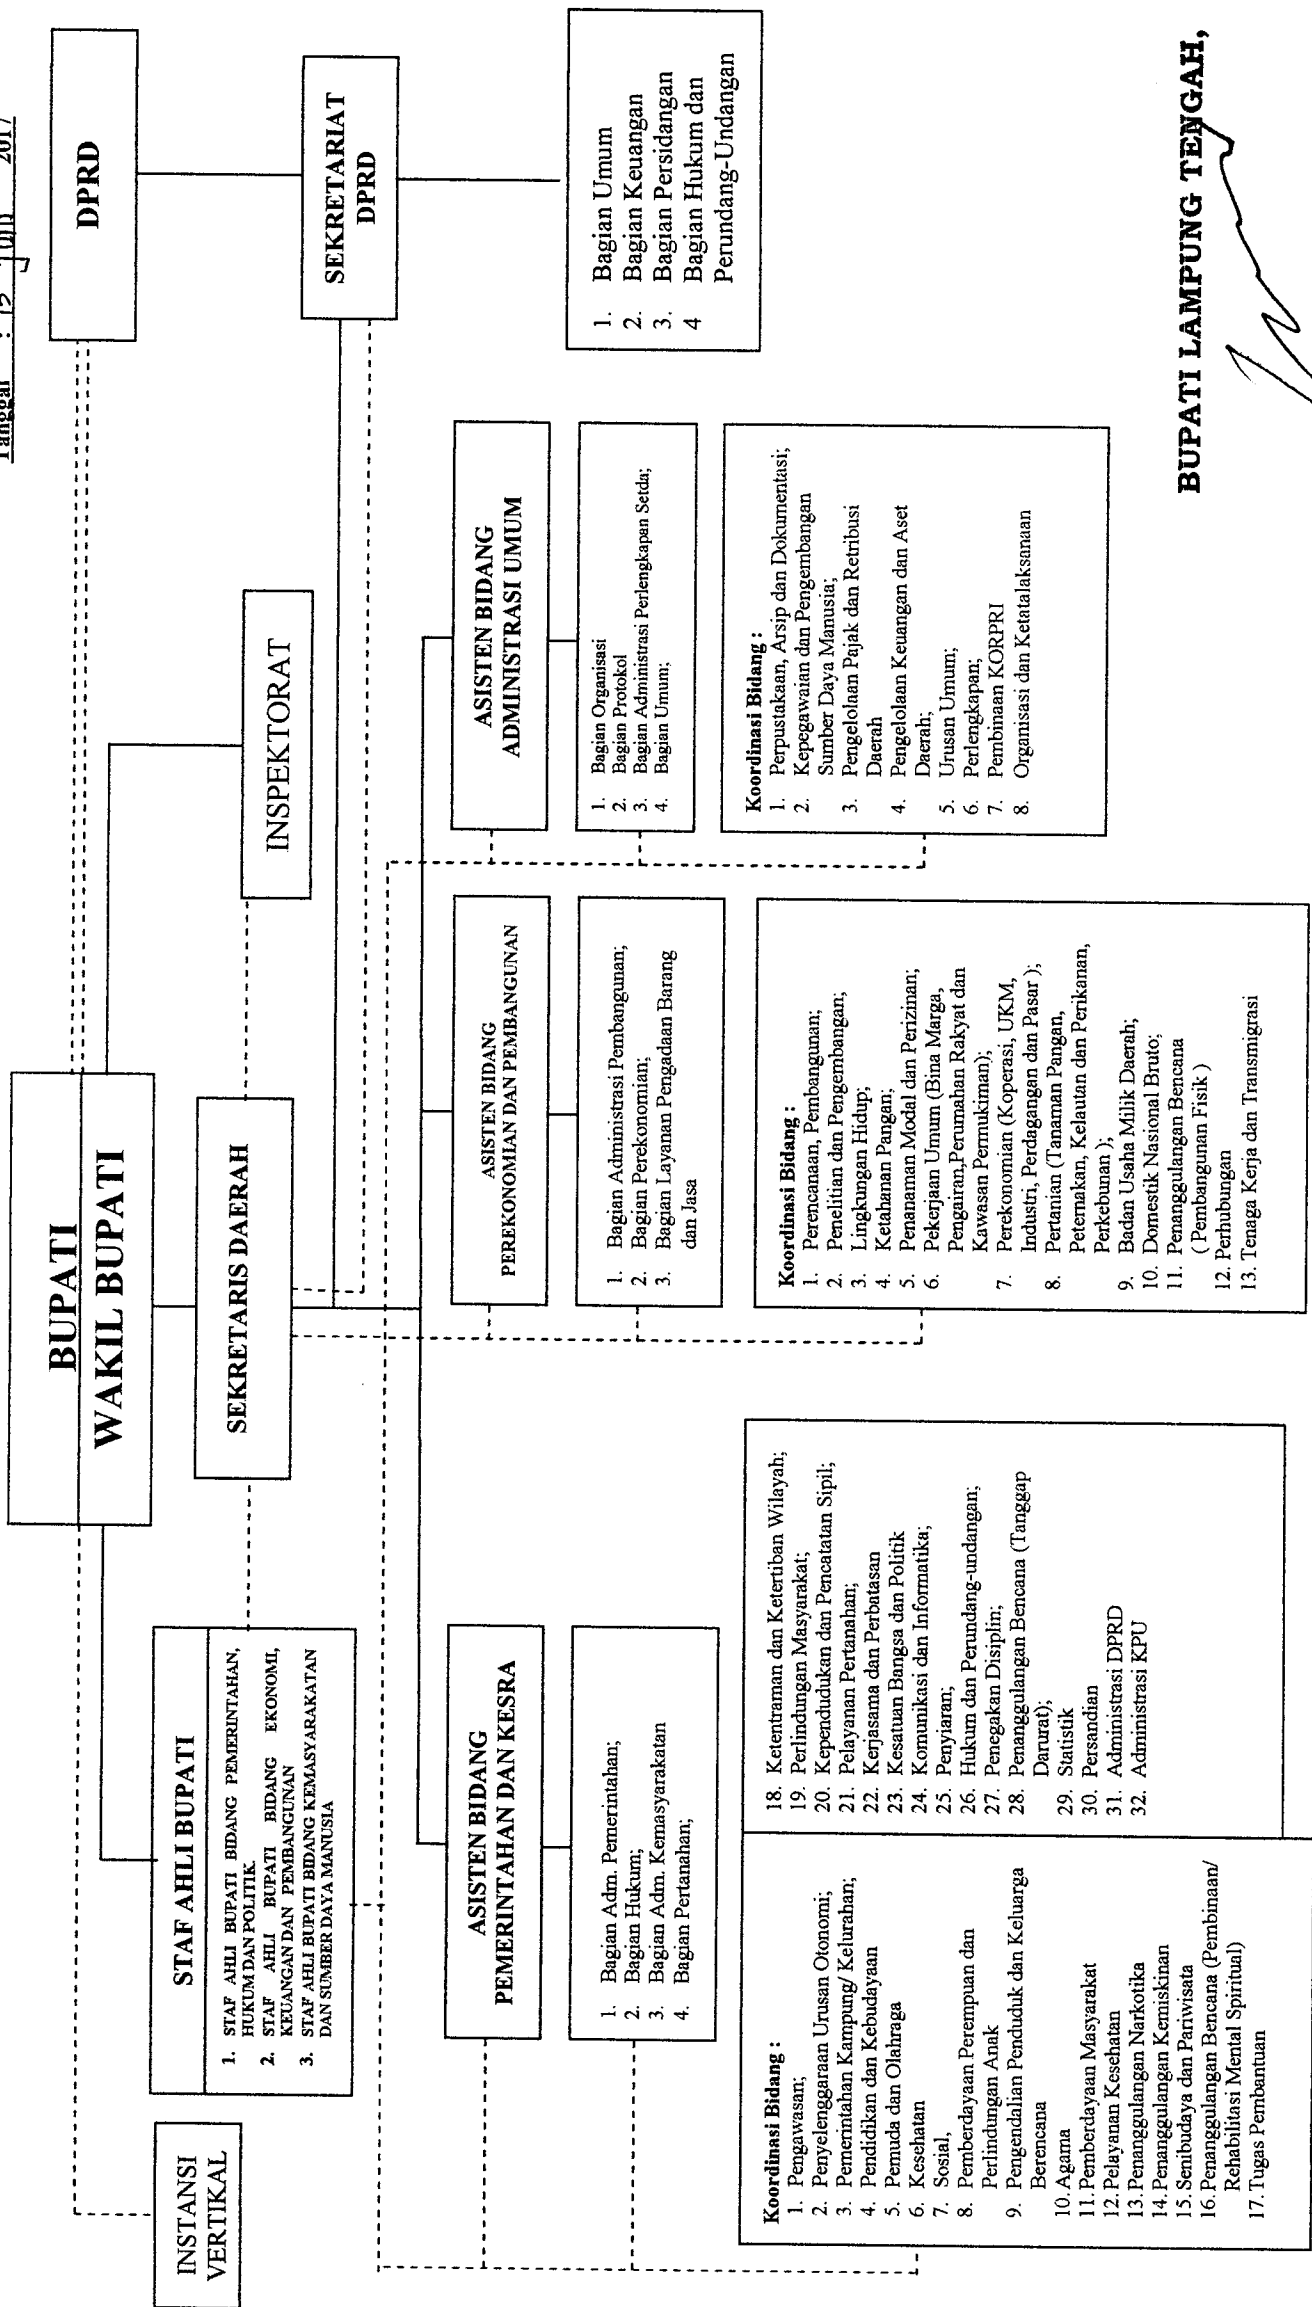 Tanggal : 13 Juli 2017
BUPATI
WAKIL BUPATI
DPRD
INSTANSI
VERTIKAL
STAF AHLI BUPATI
1. STAF AHLI BUPATI BIDANG PEMERINTAHAN,
HUKUM DAN POLITIK.
2. STAF AHLI BUPATI BIDANG EKONOMI,
KEUANGAN DAN PEMBANGUNAN
3. STAF AHLI BUPATI BIDANG KEMASYARAKATAN
DAN SUMBER DAYA MANUSIA
SEKRETARIS DAERAH
INSPEKTORAT
SEKRETARIAT
DPRD
1. Bagian Umum
2. Bagian Keuangan
3. Bagian Persidangan
4 Bagian Hukum dan
Perundang-Undangan
ASISTEN BIDANG
PEMERINTAHAN DAN KESRA
1. Bagian Adm. Pemerintahan;
2. Bagian Hukum;
3. Bagian Adm. Kemasyarakatan
4. Bagian Pertanahan;
Koordinasi Bidang :
1. Pengawasan;
2. Penyelenggaraan Urusan Otonomi;
3. Pemerintahan Kampung/ Kelurahan;
4. Pendidikan dan Kebudayaan
5. Pemuda dan Olahraga
6. Kesehatan
7. Sosial,
8. Pemberdayaan Perempuan dan
Perlindungan Anak
9. Pengendalian Penduduk dan Keluarga
Berencana
10. Agama
11. Pemberdayaan Masyarakat
12. Pelayanan Kesehatan
13. Penanggulangan Narkotika
14. Penanggulangan Kemiskinan
15. Senibudaya dan Pariwisata
16. Penanggulangan Bencana (Pembinaan/
Rehabilitasi Mental Spiritual)
17. Tugas Pembantuan
18. Ketentraman dan Ketertiban Wilayah;
19. Perlindungan Masyarakat;
20. Kependudukan dan Pencatatan Sipil;
21. Pelayanan Pertanahan;
22. Kerjasama dan Perbatasan
23. Kesatuan Bangsa dan Politik
24. Komunikasi dan Informatika;
25. Penyiaran;
26. Hukum dan Perundang-undangan;
27. Penegakan Disiplin;
28. Penanggulangan Bencana (Tanggap
Darurat);
29. Statistik
30. Persandian
31. Administrasi DPRD
32. Administrasi KPU
ASISTEN BIDANG
PEREKONOMIAN DAN PEMBANGUNAN
1. Bagian Administrasi Pembangunan;
2. Bagian Perekonomian;
3. Bagian Layanan Pengadaan Barang
dan Jasa
Koordinasi Bidang :
1. Perencanaan, Pembangunan;
2. Penelitian dan Pengembangan;
3. Lingkungan Hidup;
4. Ketahanan Pangan;
5. Penanaman Modal dan Perizinan;
6. Pekerjaan Umum (Bina Marga,
Pengairan,Perumahan Rakyat dan
Kawasan Permukiman);
7. Perekonomian (Koperasi, UKM,
Industri, Perdagangan dan Pasar );
8. Pertanian (Tanaman Pangan,
Peternakan, Kelautan dan Perikanan,
Perkebunan );
9. Badan Usaha Milik Daerah;
10. Domestik Nasional Bruto;
11. Penanggulangan Bencana
( Pembangunan Fisik )
12. Perhubungan
13. Tenaga Kerja dan Transmigrasi
ASISTEN BIDANG
ADMINISTRASI UMUM
1. Bagian Organisasi
2. Bagian Protokol
3. Bagian Administrasi Perlengkapan Setda;
4. Bagian Umum;
Koordinasi Bidang :
1. Perpustakaan, Arsip dan Dokumentasi;
2. Kepegawaian dan Pengembangan
Sumber Daya Manusia;
3. Pengelolaan Pajak dan Retribusi
Daerah
4. Pengelolaan Keuangan dan Aset
Daerah;
5. Urusan Umum;
6. Perlengkapan;
7. Pembinaan KORPRI
8. Organisasi dan Ketatalaksanaan
BUPATI LAMPUNG TENGAH,